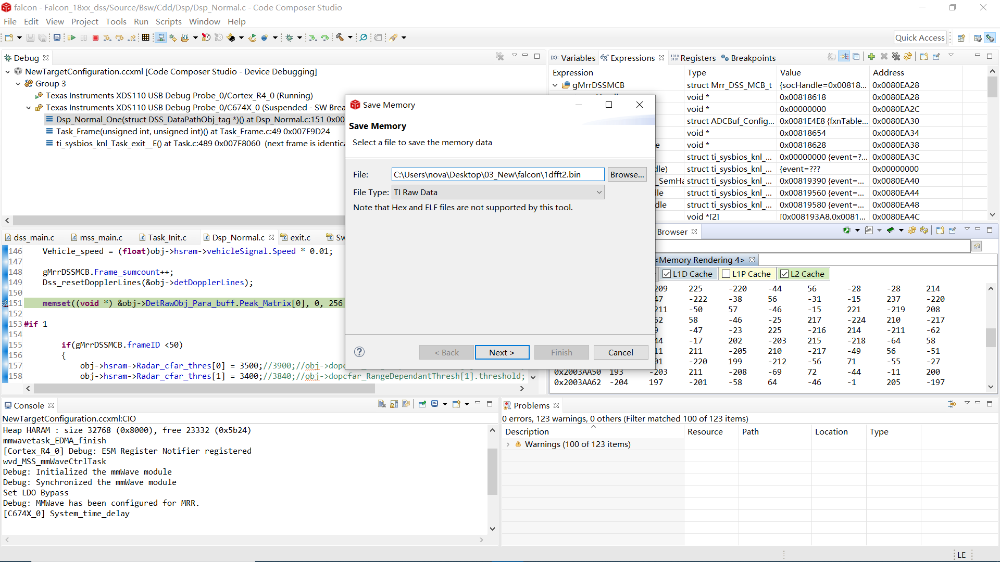 falcon - Falcon_18xx_dss/Source/Bsw/Cdd/Dsp/Dsp_Normal.c - Code Composer Studio
File Edit View Project Tools Run Scripts Window Help
Quick Access
Debug
NewTargetConfiguration.ccxml [Code Composer Studio - Device Debugging]
Group 3
Texas Instruments XDS110 USB Debug Probe_0/Cortex_R4_0 (Running)
Texas Instruments XDS110 USB Debug Probe_0/C674X_0 (Suspended - SW Brea
Dsp_Normal_One(struct DSS_DataPathObj_tag *)() at Dsp_Normal.c:151 0x00
Task_Frame(unsigned int, unsigned int)() at Task_Frame.c:49 0x007F9D24
ti_sysbios_knl_Task_exit__E() at Task.c:489 0x007F8060 (next frame is identica
(x)= Variables Expressions Registers Breakpoints
Expression Type Value Address
gMrrDSSMCB struct Mrr_DSS_MCB_t {socHandle=0x00818... 0x0080EA28
void * 0x00818618 0x0080EA28
void * 0x00000000 0x0080EA2C
struct ADCBuf_Config... 0x0081E4E8 {fxnTable... 0x0080EA30
void * 0x00818654 0x0080EA34
e void * 0x00818628 0x0080EA38
struct ti_sysbios_knl_... 0x00000000 {event=?... 0x0080EA3C
dle) struct ti_sysbios_knl_... {event=??? 0x00000000
_SemHa struct ti_sysbios_knl_... 0x00819390 {event=... 0x0080EA40
lle struct ti_sysbios_knl_... 0x00819560 {event=... 0x0080EA44
dle struct ti_sysbios_knl_... 0x00819580 {event=... 0x0080EA48
void *[2] [0x008193A8,0x0081... 0x0080EA4C
Save Memory
Save Memory
Select a file to save the memory data
File: C:\Users\nova\Desktop\03_New\falcon\1dfft2.bin Browse...
File Type: TI Raw Data
Note that Hex and ELF files are not supported by this tool.
< Back Next > Finish Cancel
dss_main.c mss_main.c Task_Init.c Dsp_Normal.c exit.c Sw
146 Vehicle_speed = (float)obj->hsram->vehicleSignal.Speed * 0.01;
147
148 gMrrDSSMCB.Frame_sumcount++;
149 Dss_resetDopplerLines(&obj->detDopplerLines);
150
151 memset((void *) &obj->DetRawObj_Para_buff.Peak_Matrix[0], 0, 256
152
153 #if 1
154
155 if(gMrrDSSMCB.frameID <50)
156 {
157 obj->hsram->Radar_cfar_thres[0] = 3500;//3900;//obj->dopc
158 obj->hsram->Radar_cfar_thres[1] = 3400;//3840;//obj->dopcfar_RangeDependantThresh[1].threshold;
Browser
<Memory Rendering 4>
L1D Cache L1P Cache L2 Cache
209 225 -220 -44 56 -28 -28 214
47 -222 -38 56 -31 -15 237 -220
211 -50 57 -46 -15 221 -219 208
62 58 -46 -25 217 -224 210 -217
9 -47 -23 225 -216 214 -211 -62
44 -17 202 -203 215 -218 -64 58
11 211 -205 210 -217 -49 56 -51
01 -220 199 -212 -56 71 -55 -27
0x2003AA50 193 -203 211 -208 -69 72 -44 -11 200
0x2003AA62 -204 197 -201 -58 64 -46 -1 205 -197
Console
NewTargetConfiguration.ccxml:CIO
Heap HARAM : size 32768 (0x8000), free 23332 (0x5b24)
mmwavetask_EDMA_finish
[Cortex_R4_0] Debug: ESM Register Notifier registered
wvd_MSS_mmWaveCtrlTask
Debug: Initialized the mmWave module
Debug: Synchronized the mmWave module
Set LDO Bypass
Debug: MMWave has been configured for MRR.
[C674X_0] System_time_delay
Problems
0 errors, 123 warnings, 0 others (Filter matched 100 of 123 items)
Description Resource Path Location Type
Warnings (100 of 123 items)
LE